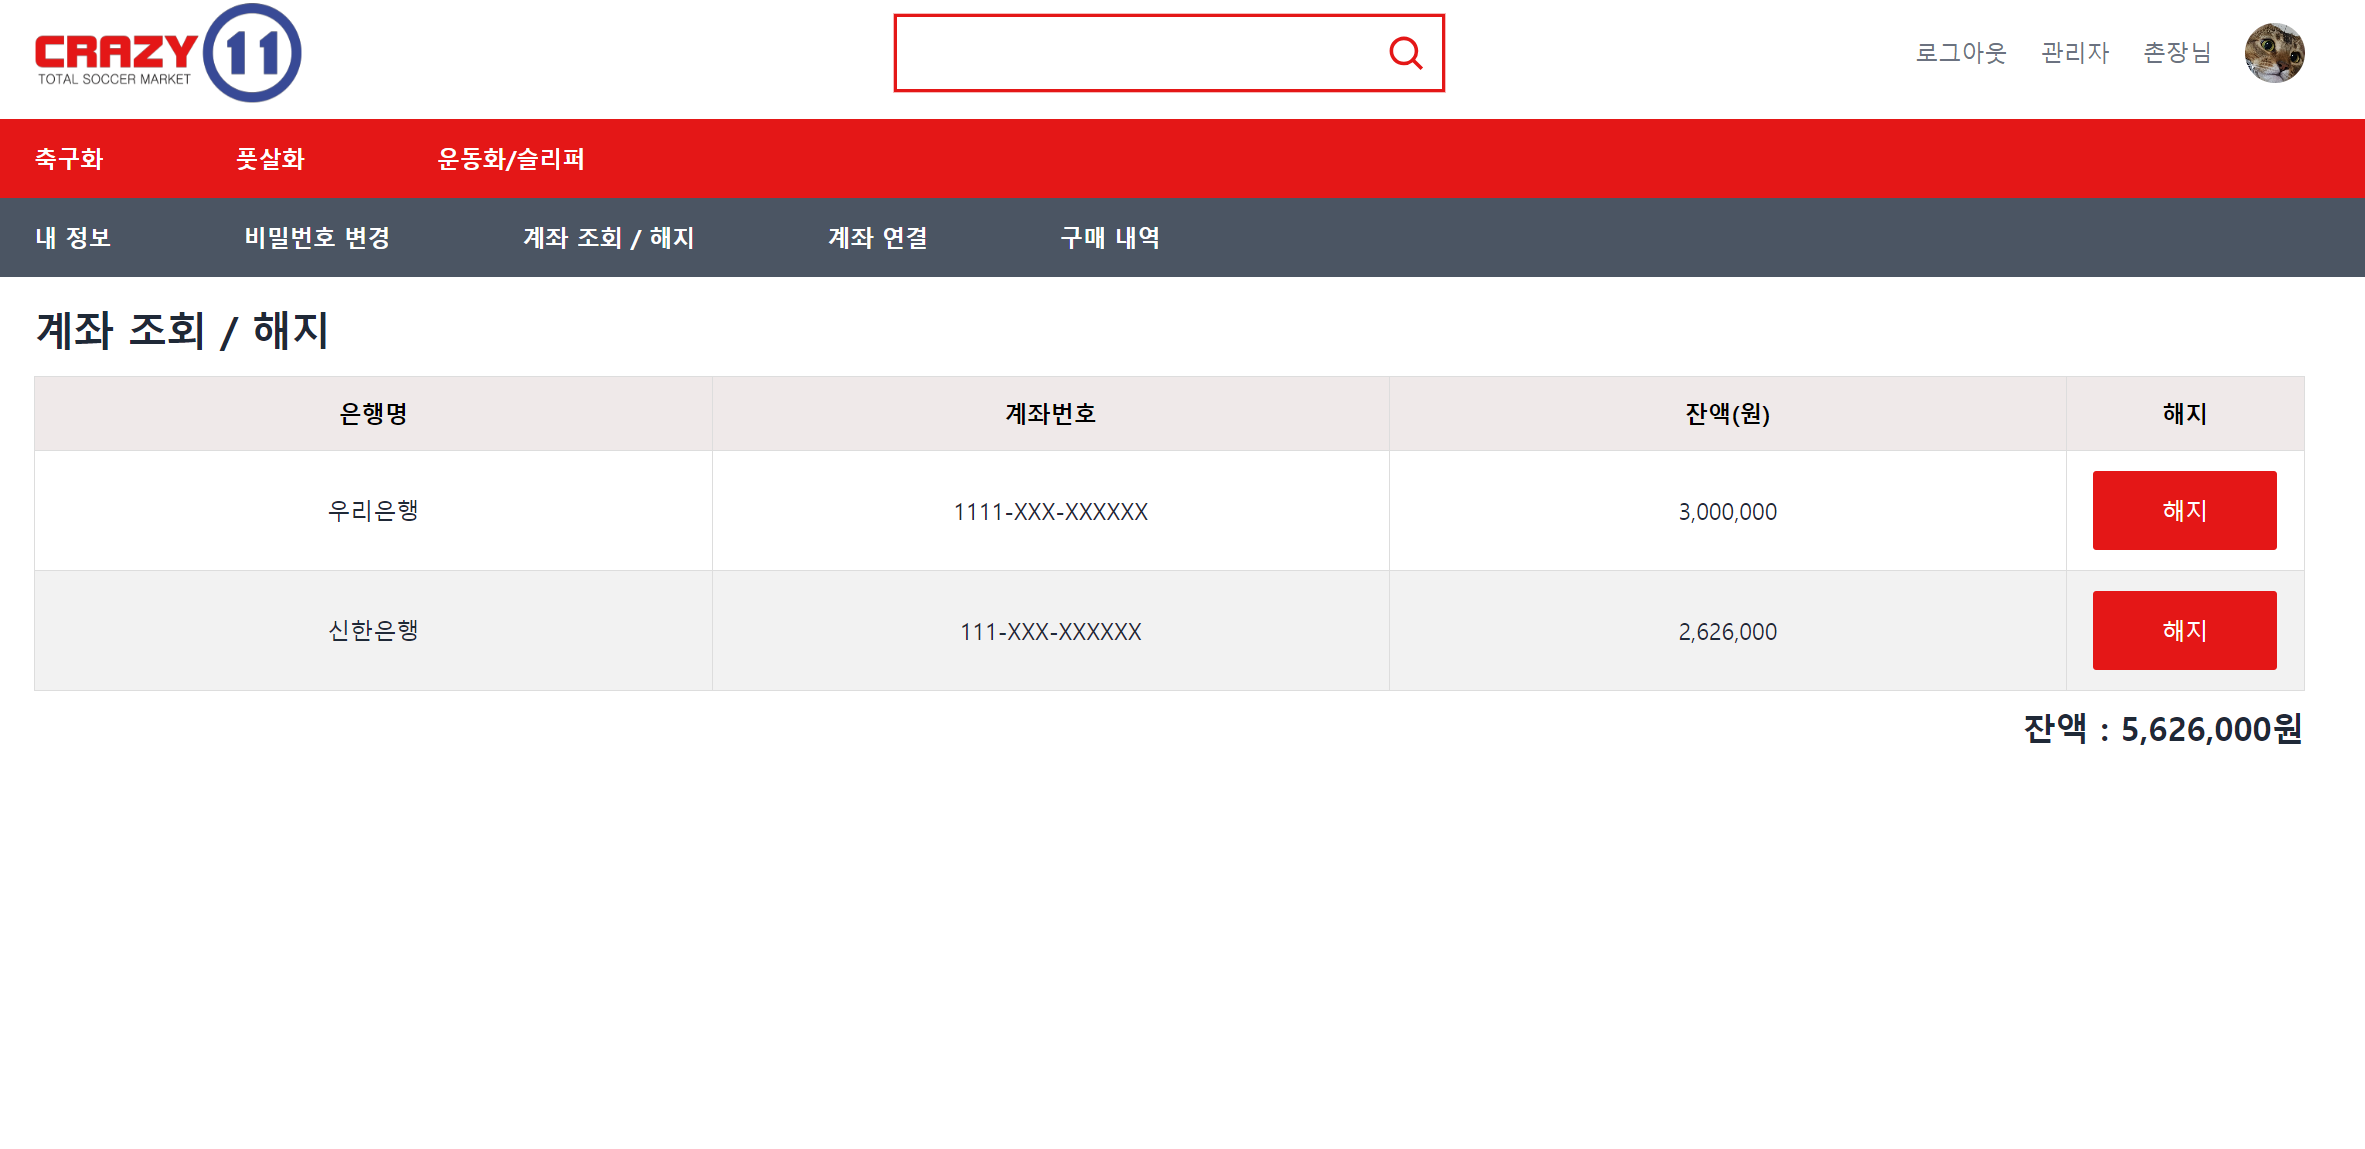 CRAZY 11
TOTAL SOCCER MARKET
로그아웃 관리자 촌장님
축구화 풋살화 운동화/슬리퍼
내 정보 비밀번호 변경 계좌 조회 / 해지 계좌 연결 구매 내역
계좌 조회 / 해지
은행명 계좌번호 잔액(원) 해지
우리은행 1111-XXX-XXXXXX 3,000,000 해지
신한은행 111-XXX-XXXXXX 2,626,000 해지
잔액 : 5,626,000원